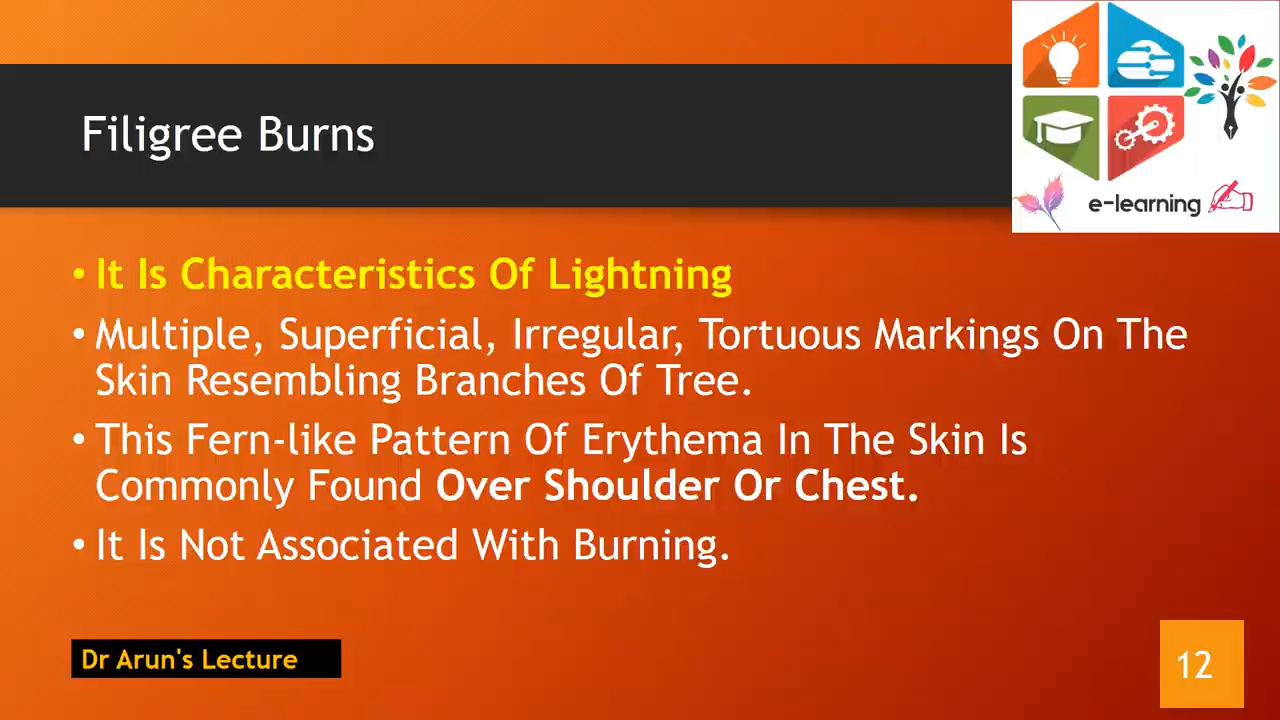 Filigree Burns
e-learning
• It Is Characteristics Of Lightning
• Multiple, Superficial, Irregular, Tortuous Markings On The
Skin Resembling Branches Of Tree.
• This Fern-like Pattern Of Erythema In The Skin Is
Commonly Found Over Shoulder Or Chest.
• It Is Not Associated With Burning.
Dr Arun's Lecture
12